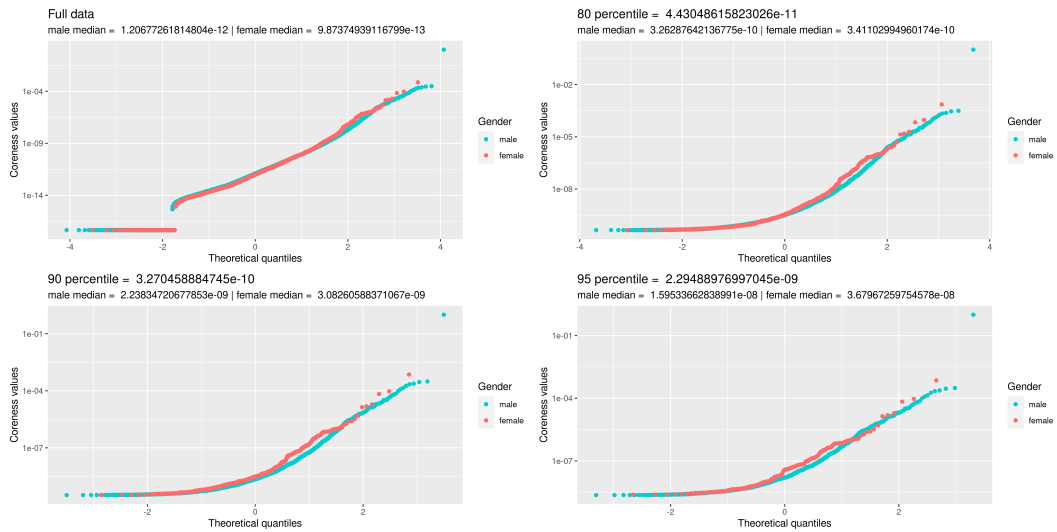 Full data
male median = 1.20677261814804e-12 | female median = 9.87374939116799e-13
Coreness values
1e-04
1e-09
1e-14
-4
-2
0
2
4
Theoretical quantiles
Gender
male
female
80 percentile = 4.43048615823026e-11
male median = 3.26287642136775e-10 | female median = 3.41102994960174e-10
Coreness values
1e-02
1e-05
1e-08
-4
-2
0
2
4
Theoretical quantiles
Gender
male
female
90 percentile = 3.270458884745e-10
male median = 2.23834720677853e-09 | female median = 3.08260588371067e-09
Coreness values
1e-01
1e-04
1e-07
-2
0
2
Theoretical quantiles
Gender
male
female
95 percentile = 2.29488976997045e-09
male median = 1.59533662838991e-08 | female median = 3.67967259754578e-08
Coreness values
1e-01
1e-04
1e-07
-2
0
2
Theoretical quantiles
Gender
male
female